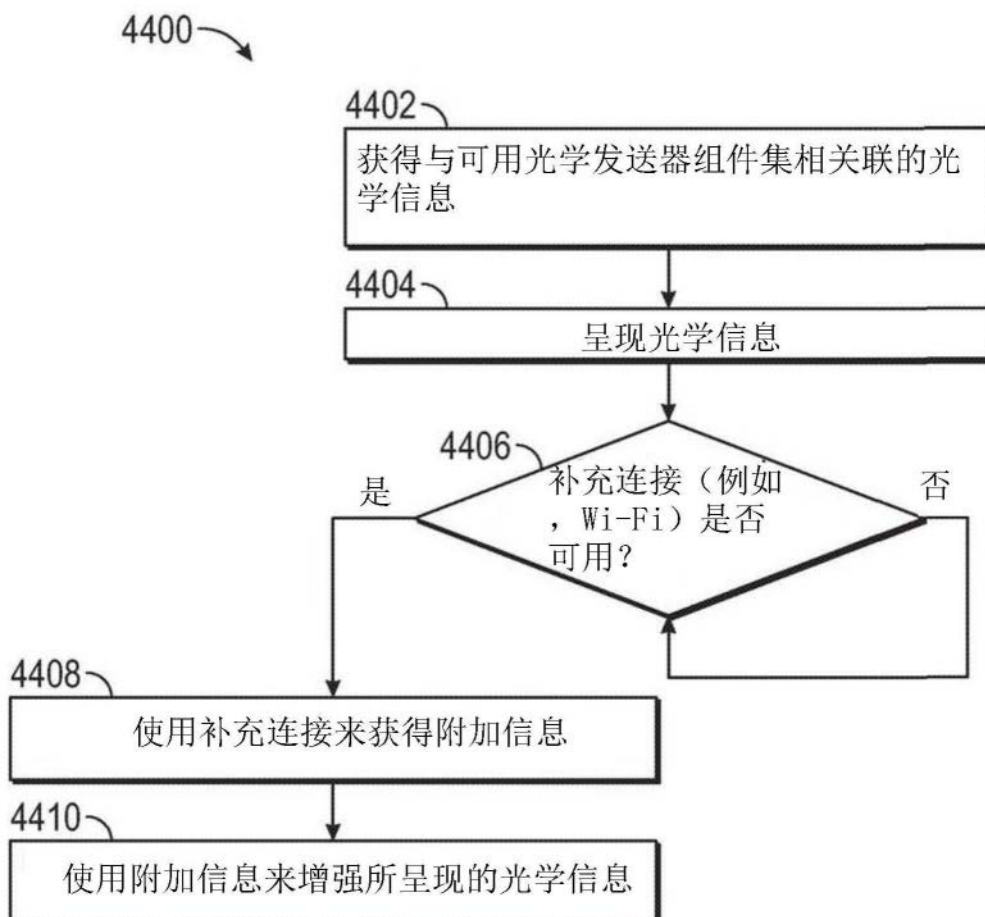 4400
4402
获得与可用光学发送器组件集相关联的光
学信息
4404
呈现光学信息
4406
补充连接（例如
，Wi-Fi）是否
可用？
是
否
4408
使用补充连接来获得附加信息
4410
使用附加信息来增强所呈现的光学信息